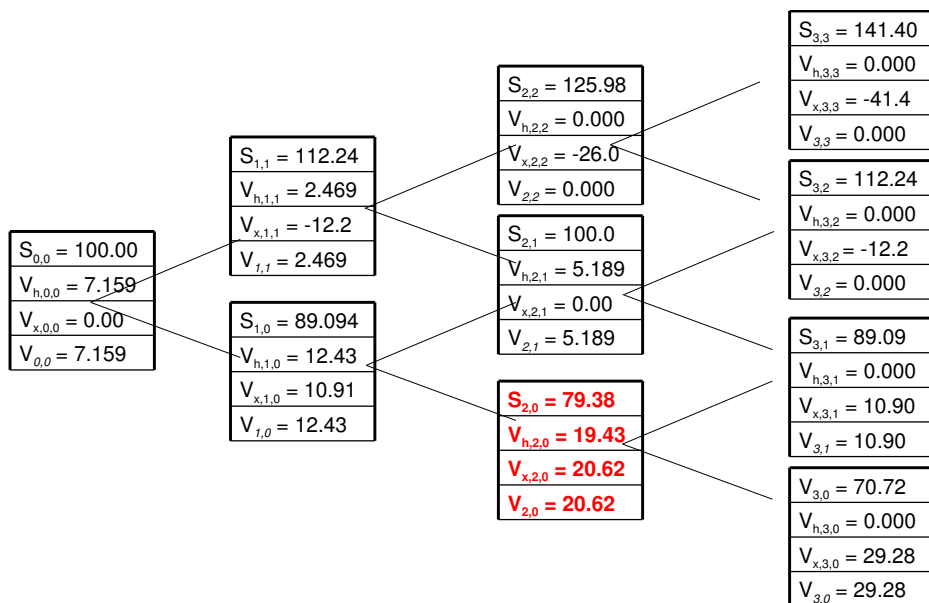 S0,0 = 100.00
Vh,0,0 = 7.159
Vx,0,0 = 0.00
V0,0 = 7.159
S1,1 = 112.24
Vh,1,1 = 2.469
Vx,1,1 = -12.2
V1,1 = 2.469
S1,0 = 89.094
Vh,1,0 = 12.43
Vx,1,0 = 10.91
V1,0 = 12.43
S2,2 = 125.98
Vh,2,2 = 0.000
Vx,2,2 = -26.0
V2,2 = 0.000
S2,1 = 100.0
Vh,2,1 = 5.189
Vx,2,1 = 0.00
V2,1 = 5.189
S2,0 = 79.38
Vh,2,0 = 19.43
Vx,2,0 = 20.62
V2,0 = 20.62
S3,3 = 141.40
Vh,3,3 = 0.000
Vx,3,3 = -41.4
V3,3 = 0.000
S3,2 = 112.24
Vh,3,2 = 0.000
Vx,3,2 = -12.2
V3,2 = 0.000
S3,1 = 89.09
Vh,3,1 = 0.000
Vx,3,1 = 10.90
V3,1 = 10.90
V3,0 = 70.72
Vh,3,0 = 0.000
Vx,3,0 = 29.28
V3,0 = 29.28